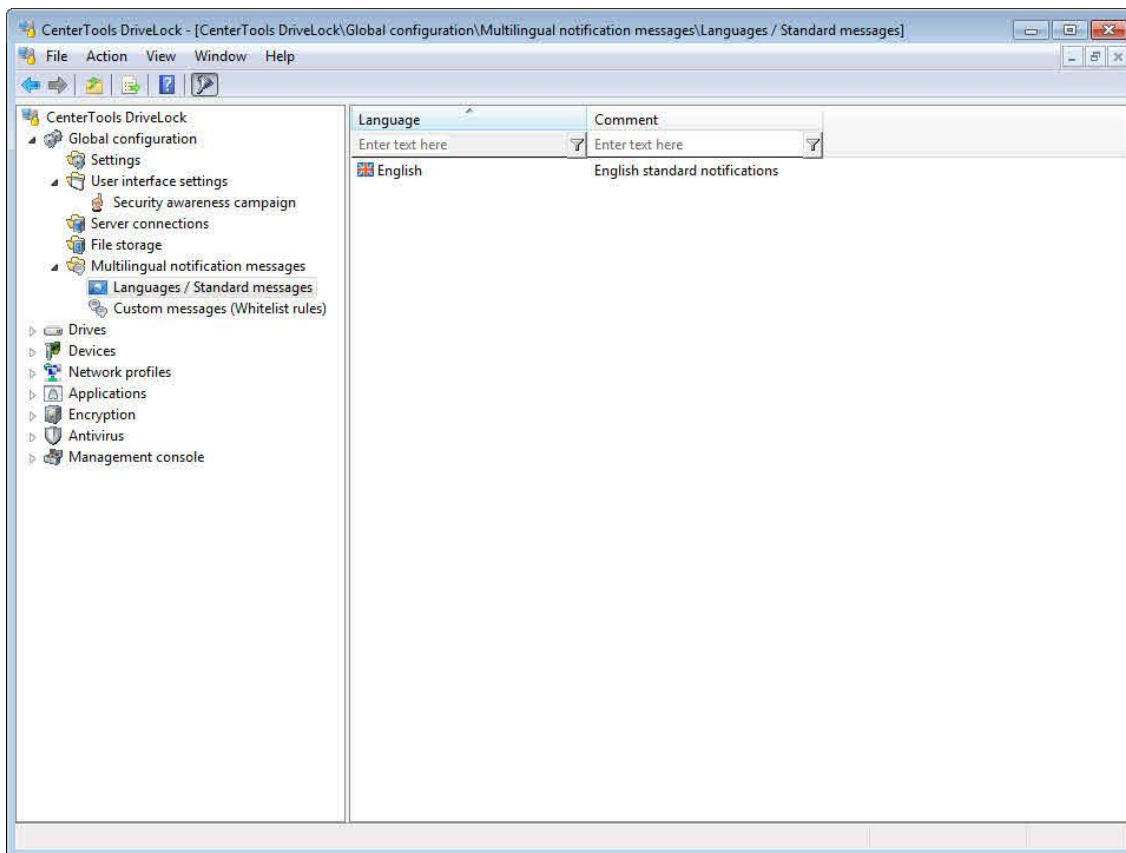 CenterTools DriveLock - [CenterTools DriveLock\Global configuration\Multilingual notification messages\Languages / Standard messages]
File Action View Window Help
CenterTools DriveLock
Global configuration
Settings
User interface settings
Security awareness campaign
Server connections
File storage
Multilingual notification messages
Languages / Standard messages
Custom messages (Whitelist rules)
Drives
Devices
Network profiles
Applications
Encryption
Antivirus
Management console
Language Comment
Enter text here Enter text here
English English standard notifications